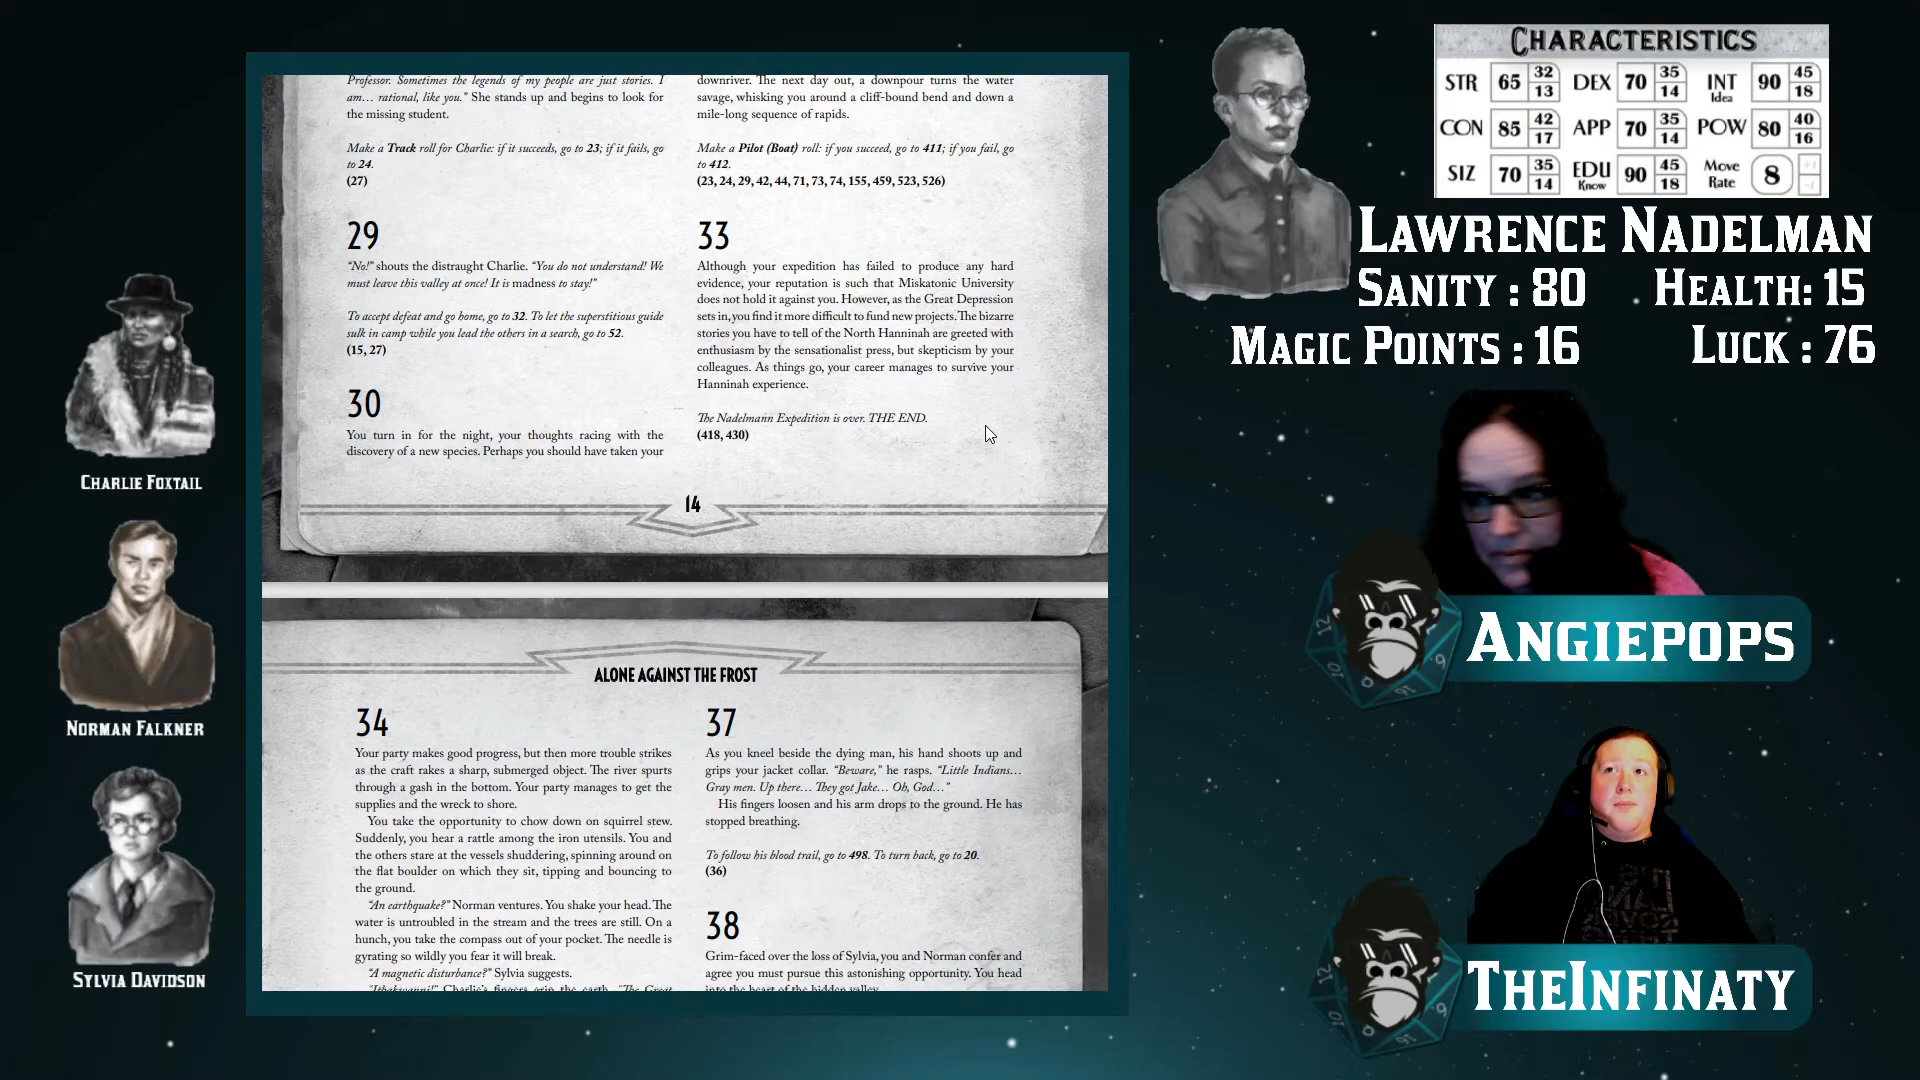 Professor. Sometimes the legends of my people are just stories. I
am… rational, like you.” She stands up and begins to look for
the missing student.
Make a Track roll for Charlie: if it succeeds, go to 23; if it fails, go
to 24.
(27)
29
“No!” shouts the distraught Charlie. “You do not understand! We
must leave this valley at once! It is madness to stay!”
To accept defeat and go home, go to 32. To let the superstitious guide
sulk in camp while you lead the others in a search, go to 52.
(15, 27)
30
You turn in for the night, your thoughts racing with the
discovery of a new species. Perhaps you should have taken your
downriver. The next day out, a downpour turns the water
savage, whisking you around a cliff-bound bend and down a
mile-long sequence of rapids.
Make a Pilot (Boat) roll: if you succeed, go to 411; if you fail, go
to 412.
(23, 24, 29, 42, 44, 71, 73, 74, 155, 459, 523, 526)
33
Although your expedition has failed to produce any hard
evidence, your reputation is such that Miskatonic University
does not hold it against you. However, as the Great Depression
sets in, you find it more difficult to fund new projects. The bizarre
stories you have to tell of the North Hanninah are greeted with
enthusiasm by the sensationalist press, but skepticism by your
colleagues. As things go, your career manages to survive your
Hanninah experience.
The Nadelmann Expedition is over. THE END.
(418, 430)
14
ALONE AGAINST THE FROST
34
Your party makes good progress, but then more trouble strikes
as the craft rakes a sharp, submerged object. The river spurts
through a gash in the bottom. Your party manages to get the
supplies and the wreck to shore.
You take the opportunity to chow down on squirrel stew.
Suddenly, you hear a rattle among the iron utensils. You and
the others stare at the vessels shuddering, spinning around on
the flat boulder on which they sit, tipping and bouncing to
the ground.
“An earthquake?” Norman ventures. You shake your head. The
water is untroubled in the stream and the trees are still. On a
hunch, you take the compass out of your pocket. The needle is
gyrating so wildly you fear it will break.
“A magnetic disturbance?” Sylvia suggests.
“Ithakwanni!” Charlie’s fingers grip the earth. “The Great
37
As you kneel beside the dying man, his hand shoots up and
grips your jacket collar. “Beware,” he rasps. “Little Indians…
Gray men. Up there… They got Jake… Oh, God…”
His fingers loosen and his arm drops to the ground. He has
stopped breathing.
To follow his blood trail, go to 498. To turn back, go to 20.
(36)
38
Grim-faced over the loss of Sylvia, you and Norman confer and
agree you must pursue this astonishing opportunity. You head
into the heart of the hidden valley
CHARLIE FOXTAIL
NORMAN FALKNER
SYLVIA DAVIDSON
CHARACTERISTICS
STR 65 32 13 DEX 70 35 14 INT Idea 90 45 18
CON 85 42 17 APP 70 35 14 POW 80 40 16
SIZ 70 35 14 EDU Know 90 45 18 Move Rate 8 +1 -1
LAWRENCE NADELMAN
SANITY : 80 HEALTH: 15
MAGIC POINTS : 16 LUCK : 76
ANGIEPOPS
THEINFINATY